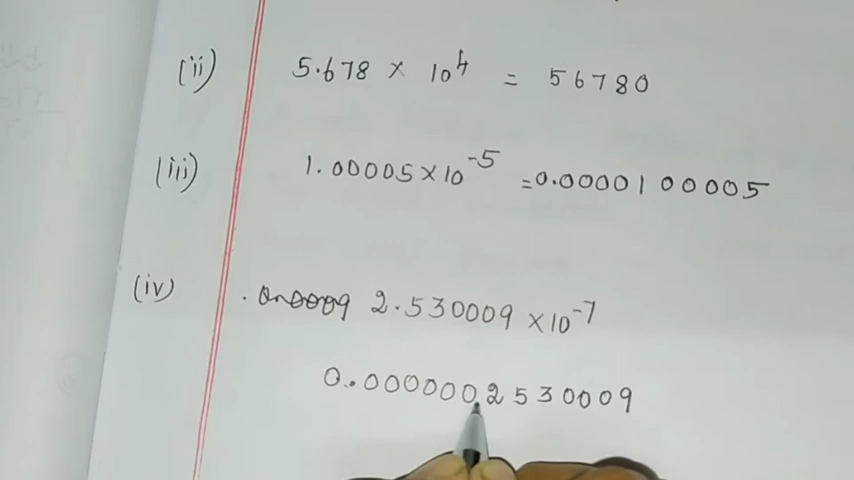 (ii) 5.678 × 10⁴ = 56780
(iii) 1.00005 × 10⁻⁵ = 0.0000100005
(iv) 2.530009 × 10⁻⁷
0.0000002530009